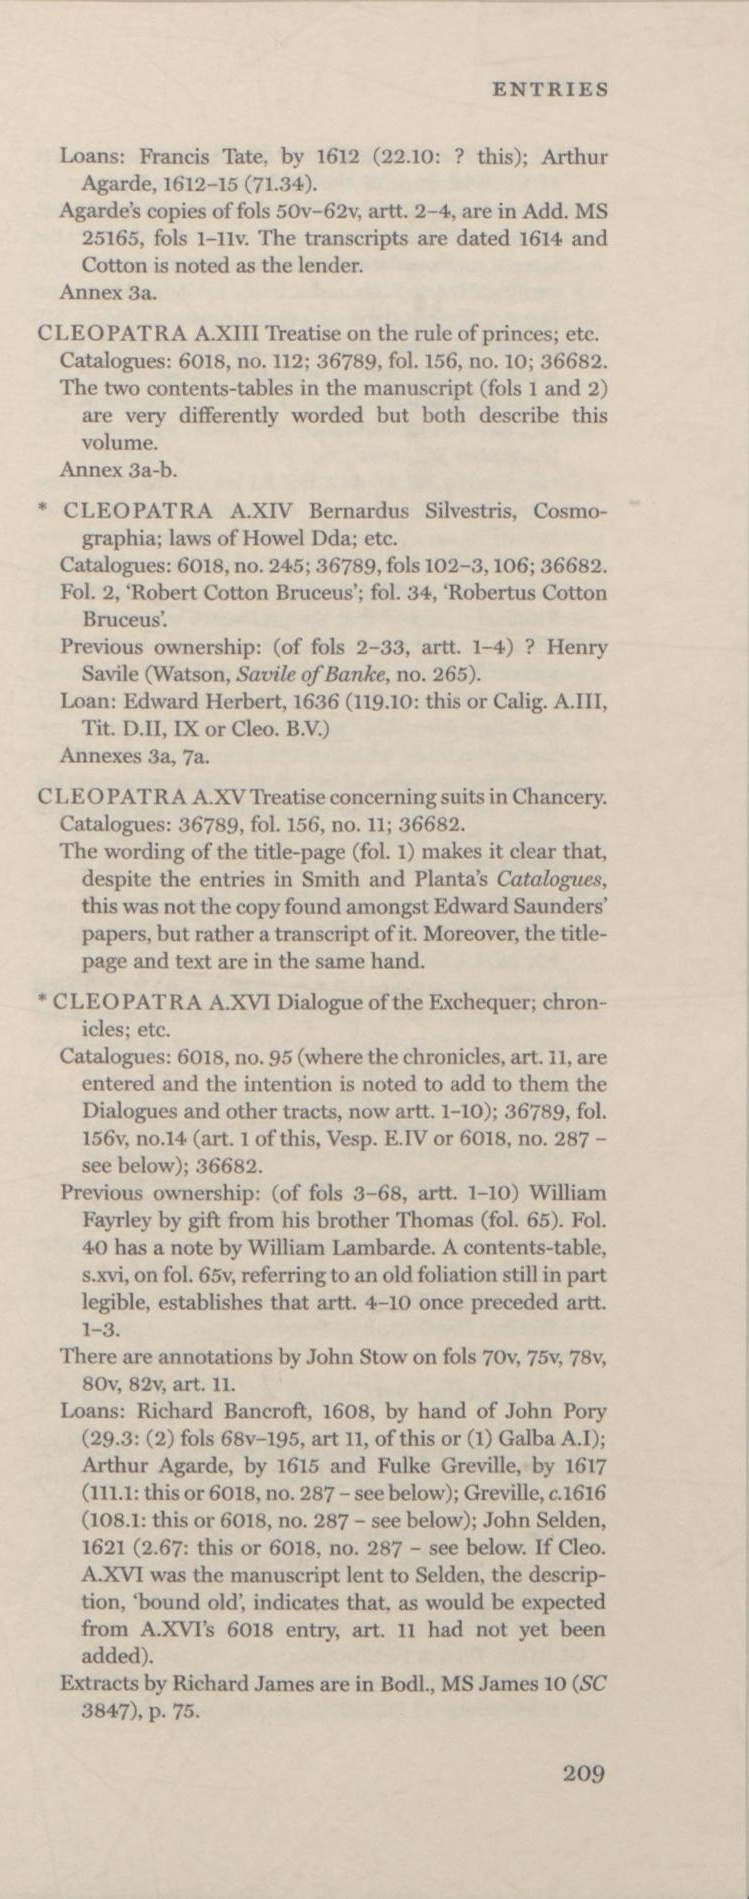 ENTRIES
Loans: Francis Tate, by 1612 (22.10: ? this); Arthur
Agarde, 1612–15 (71.34).
Agarde's copies of fols 50v–62v, artt. 2–4, are in Add. MS
25165, fols 1–11v. The transcripts are dated 1614 and
Cotton is noted as the lender.
Annex 3a.
CLEOPATRA A.XIII Treatise on the rule of princes; etc.
Catalogues: 6018, no. 112; 36789, fol. 156, no. 10; 36682.
The two contents-tables in the manuscript (fols 1 and 2)
are very differently worded but both describe this
volume.
Annex 3a-b.
* CLEOPATRA A.XIV Bernardus Silvestris, Cosmo-
graphia; laws of Howel Dda; etc.
Catalogues: 6018, no. 245; 36789, fols 102–3, 106; 36682.
Fol. 2, 'Robert Cotton Bruceus'; fol. 34, 'Robertus Cotton
Bruceus'.
Previous ownership: (of fols 2–33, artt. 1–4) ? Henry
Savile (Watson, Savile of Banke, no. 265).
Loan: Edward Herbert, 1636 (119.10: this or Calig. A.III,
Tit. D.II, IX or Cleo. B.V.)
Annexes 3a, 7a.
CLEOPATRA A.XV Treatise concerning suits in Chancery.
Catalogues: 36789, fol. 156, no. 11; 36682.
The wording of the title-page (fol. 1) makes it clear that,
despite the entries in Smith and Planta's Catalogues,
this was not the copy found amongst Edward Saunders'
papers, but rather a transcript of it. Moreover, the title-
page and text are in the same hand.
* CLEOPATRA A.XVI Dialogue of the Exchequer; chron-
icles; etc.
Catalogues: 6018, no. 95 (where the chronicles, art. 11, are
entered and the intention is noted to add to them the
Dialogues and other tracts, now artt. 1–10); 36789, fol.
156v, no.14 (art. 1 of this, Vesp. E.IV or 6018, no. 287 –
see below); 36682.
Previous ownership: (of fols 3–68, artt. 1–10) William
Fayrley by gift from his brother Thomas (fol. 65). Fol.
40 has a note by William Lambarde. A contents-table,
s.xvi, on fol. 65v, referring to an old foliation still in part
legible, establishes that artt. 4–10 once preceded artt.
1–3.
There are annotations by John Stow on fols 70v, 75v, 78v,
80v, 82v, art. 11.
Loans: Richard Bancroft, 1608, by hand of John Pory
(29.3: (2) fols 68v–195, art 11, of this or (1) Galba A.I);
Arthur Agarde, by 1615 and Fulke Greville, by 1617
(111.1: this or 6018, no. 287 – see below); Greville, c.1616
(108.1: this or 6018, no. 287 – see below); John Selden,
1621 (2.67: this or 6018, no. 287 – see below. If Cleo.
A.XVI was the manuscript lent to Selden, the descrip-
tion, 'bound old', indicates that, as would be expected
from A.XVI's 6018 entry, art. 11 had not yet been
added).
Extracts by Richard James are in Bodl., MS James 10 (SC
3847), p. 75.
209